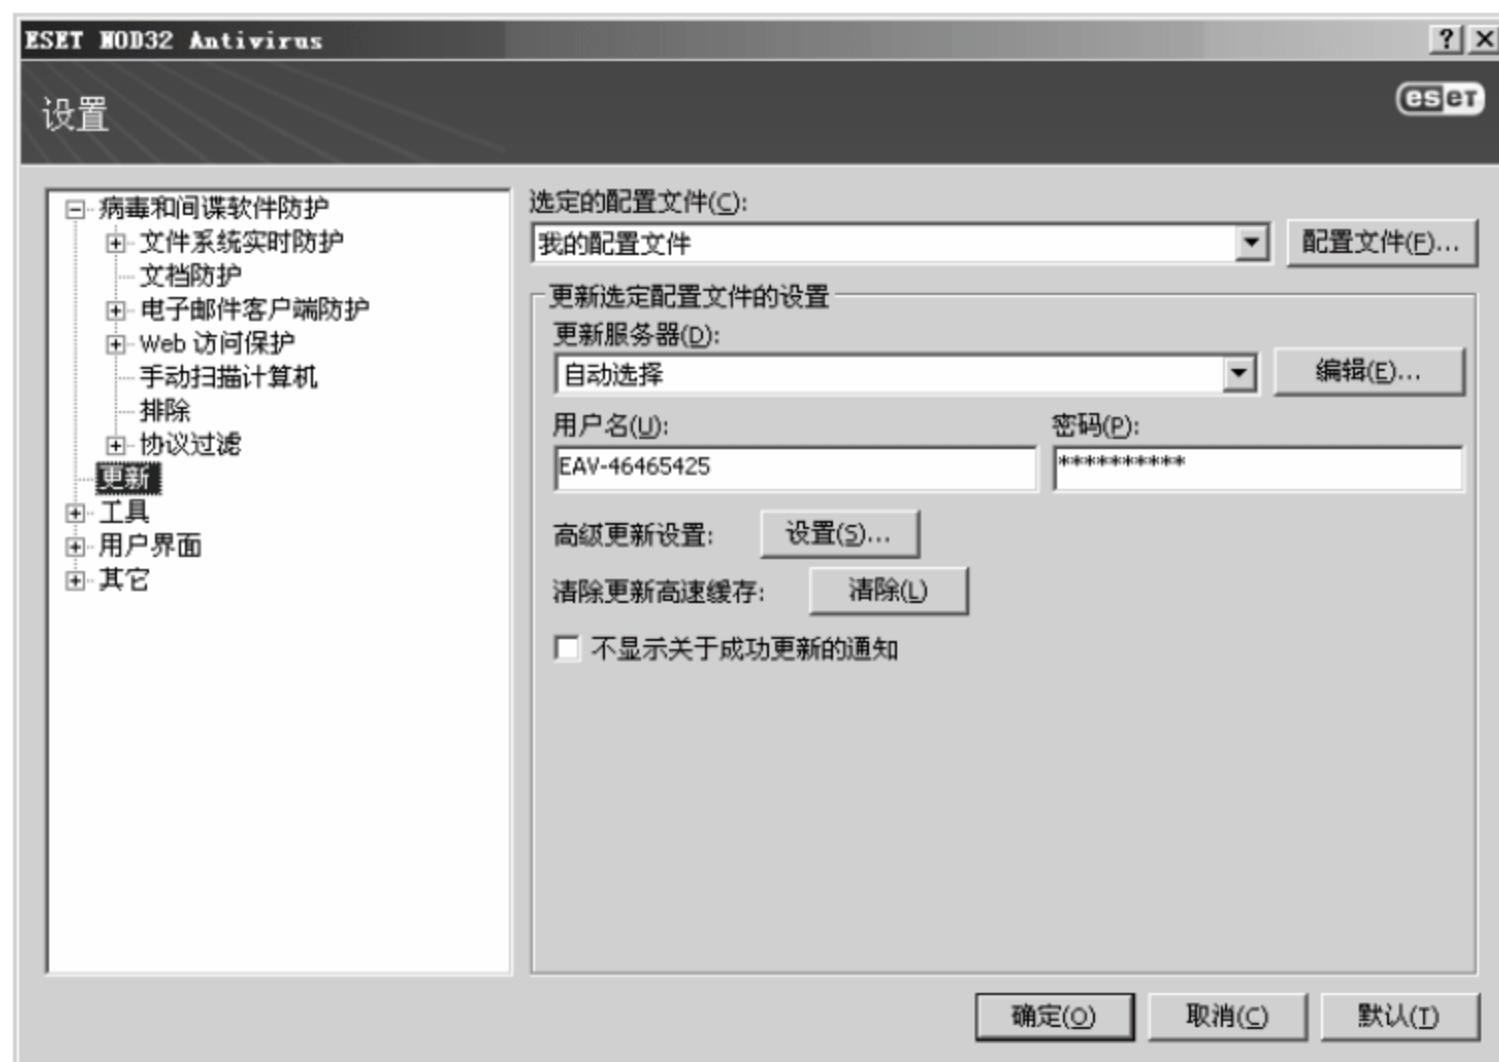 ESET NOD32 Antivirus
?
设置
eset
病毒和间谍软件防护
文件系统实时防护
文档防护
电子邮件客户端防护
Web 访问保护
手动扫描计算机
排除
协议过滤
更新
工具
用户界面
其它
选定的配置文件(C):
我的配置文件
配置文件(F)...
更新选定配置文件的设置
更新服务器(D):
自动选择
编辑(E)...
用户名(U):
密码(P):
EAV-46465425
**********
高级更新设置:
设置(S)...
清除更新高速缓存:
清除(L)
不显示关于成功更新的通知
确定(O)
取消(C)
默认(T)